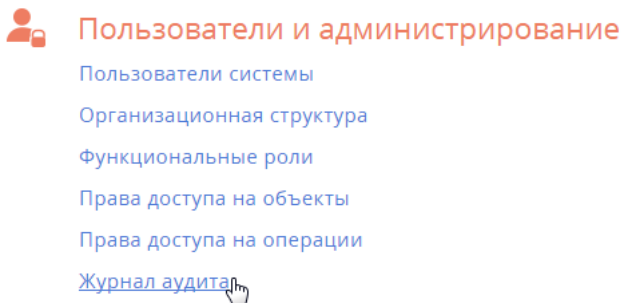 Пользователи и администрирование
Пользователи системы
Организационная структура
Функциональные роли
Права доступа на объекты
Права доступа на операции
Журнал аудита